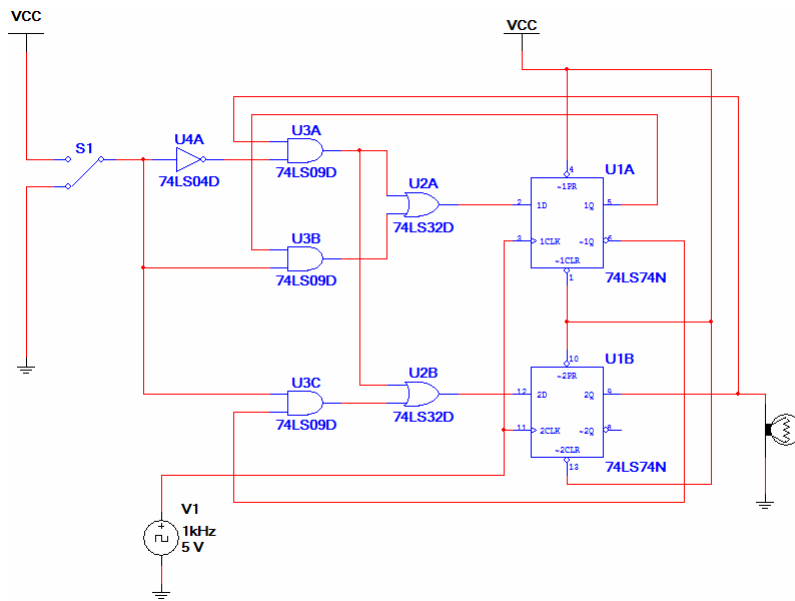 VCC
VCC
S1
U4A
74LS04D
U3A
74LS09D
U3B
74LS09D
U2A
74LS32D
U1A
4
~1PR
2 1D 1Q 5
3 1CLK ~1Q 6
~1CLR
1
74LS74N
U3C
74LS09D
U2B
74LS32D
U1B
10
~2PR
12 2D 2Q 9
11 2CLK ~2Q 8
~2CLR
13
74LS74N
V1
1kHz
5 V